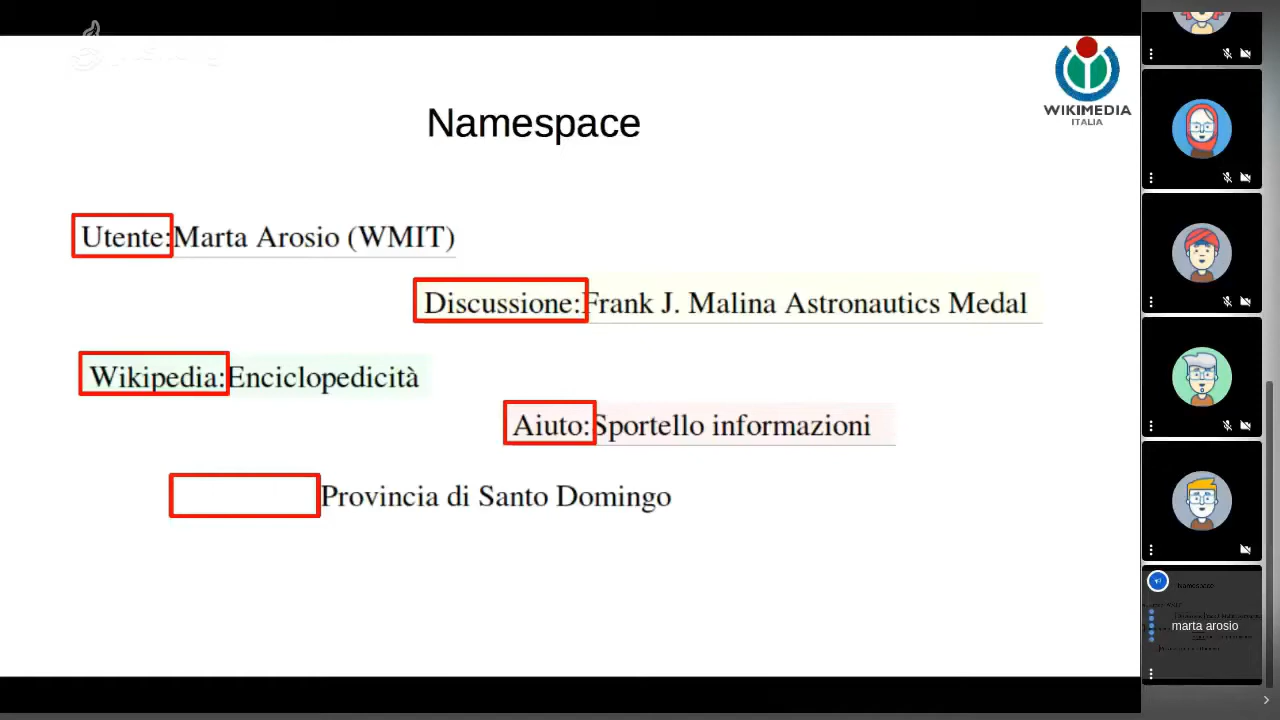 Namespace
WIKIMEDIA
ITALIA
Utente:Marta Arosio (WMIT)
Discussione:Frank J. Malina Astronautics Medal
Wikipedia:Enciclopedicità
Aiuto:Sportello informazioni
Provincia di Santo Domingo
marta arosio